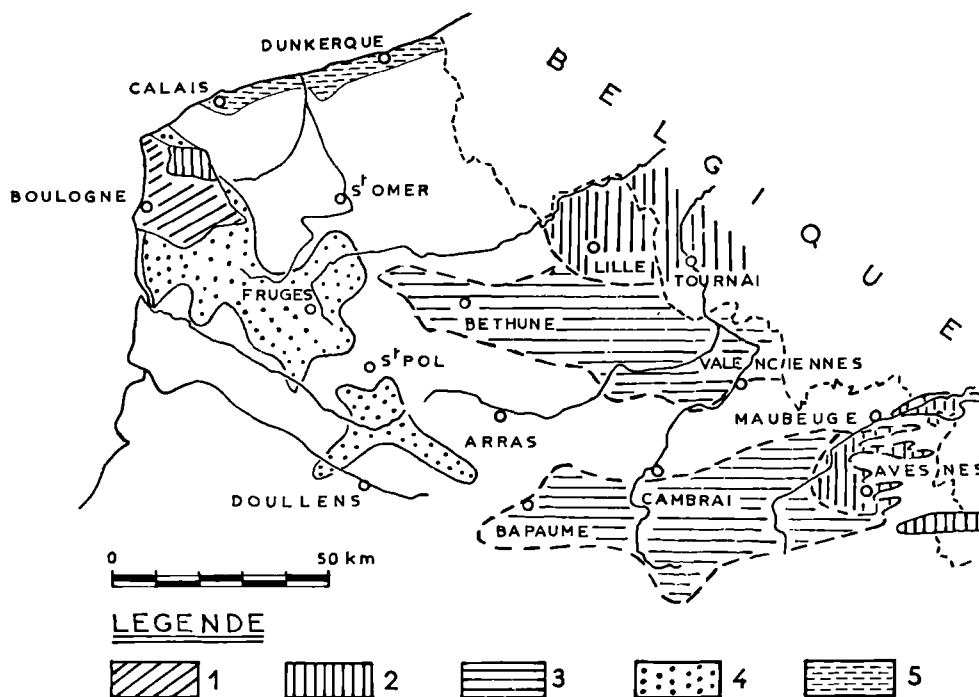 DUNKERQUE
CALAIS
BELGIQUE
BOULOGNE
St OMER
LILLE
TOURNAI
FRUGES
BETHUNE
St POL
VALENCIENNES
MAUBEUGE
ARRAS
AVESNES
DOULLENS
CAMBRAI
BAPAUME
0 50 km
LEGENDE
1 2 3 4 5